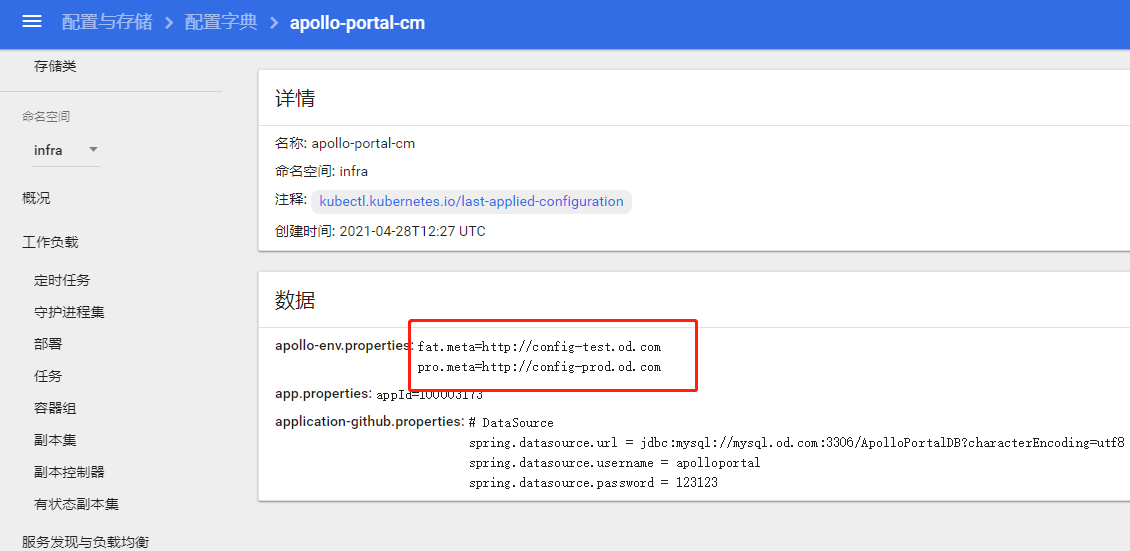 配置与存储 > 配置字典 > apollo-portal-cm
存储类
命名空间
infra
概况
工作负载
定时任务
守护进程集
部署
任务
容器组
副本集
副本控制器
有状态副本集
服务发现与负载均衡
详情
名称: apollo-portal-cm
命名空间: infra
注释: kubectl.kubernetes.io/last-applied-configuration
创建时间: 2021-04-28T12:27 UTC
数据
apollo-env.properties: fat.meta=http://config-test.od.com
pro.meta=http://config-prod.od.com
app.properties: appId=100003173
application-github.properties: # DataSource
spring.datasource.url = jdbc:mysql://mysql.od.com:3306/ApolloPortalDB?characterEncoding=utf8
spring.datasource.username = apolloportal
spring.datasource.password = 123123